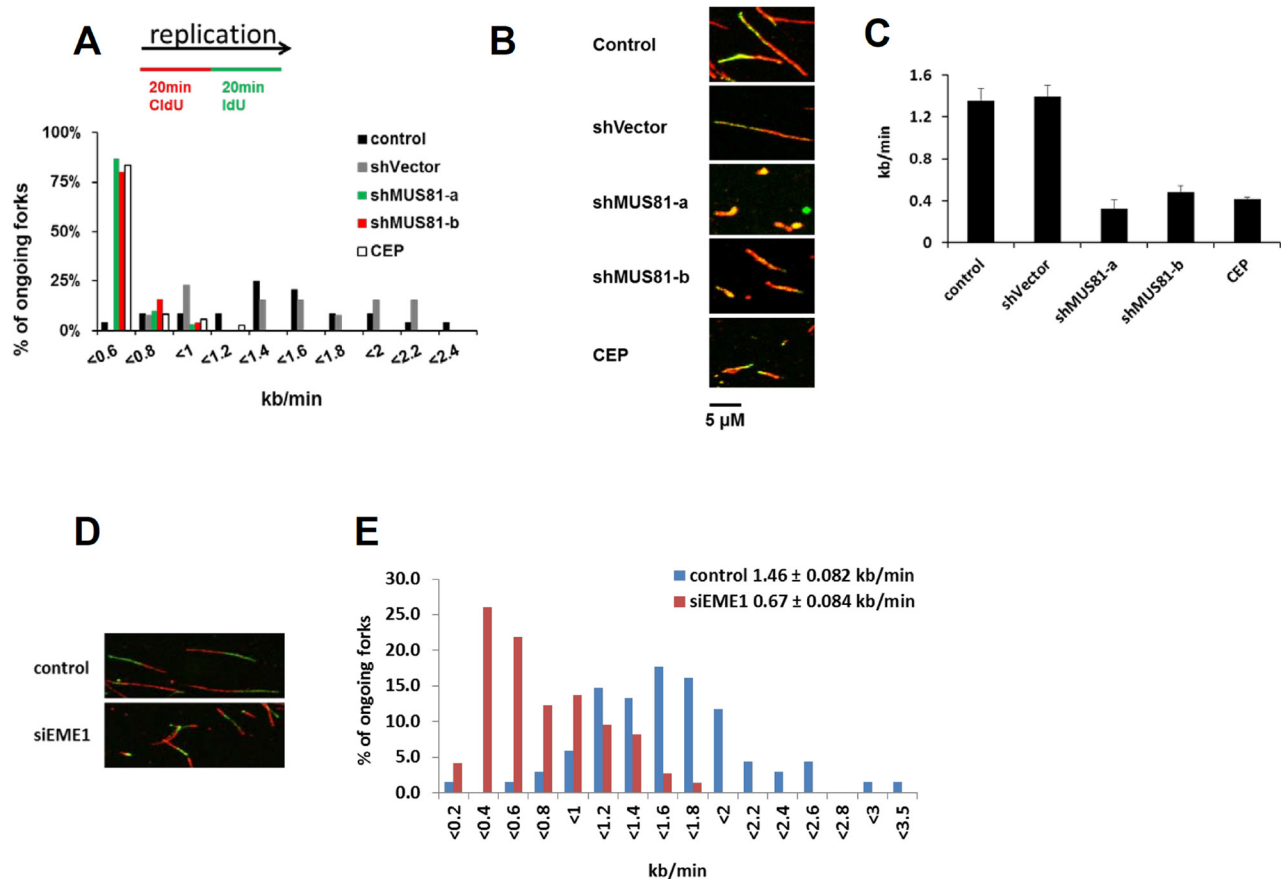 A
replication
20min 20min
CldU IdU
100%
75%
50%
25%
0%
% of ongoing forks
control
shVector
shMUS81-a
shMUS81-b
CEP
<0.6 <0.8 <1 <1.2 <1.4 <1.6 <1.8 <2 <2.2 <2.4
kb/min
B
Control
shVector
shMUS81-a
shMUS81-b
CEP
5 µM
C
1.6
1.2
0.8
0.4
0
kb/min
control shVector shMUS81-a shMUS81-b CEP
D
control
siEME1
E
control 1.46 ± 0.082 kb/min
siEME1 0.67 ± 0.084 kb/min
30.0
25.0
20.0
15.0
10.0
5.0
0.0
% of ongoing forks
<0.2 <0.4 <0.6 <0.8 <1 <1.2 <1.4 <1.6 <1.8 <2 <2.2 <2.4 <2.6 <2.8 <3 <3.5
kb/min